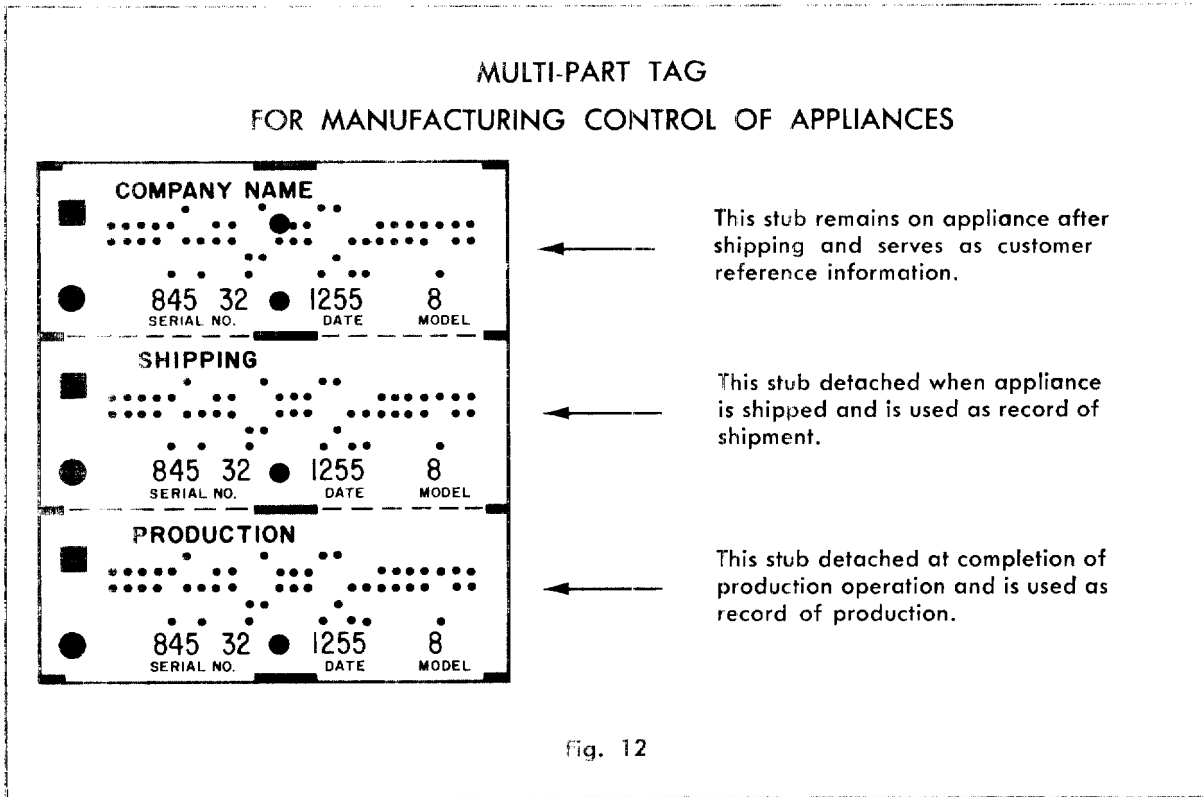 MULTI-PART TAG
FOR MANUFACTURING CONTROL OF APPLIANCES
COMPANY NAME
845 32 1255 8
SERIAL NO. DATE MODEL
This stub remains on appliance after
shipping and serves as customer
reference information.
SHIPPING
845 32 1255 8
SERIAL NO. DATE MODEL
This stub detached when appliance
is shipped and is used as record of
shipment.
PRODUCTION
845 32 1255 8
SERIAL NO. DATE MODEL
This stub detached at completion of
production operation and is used as
record of production.
fig. 12